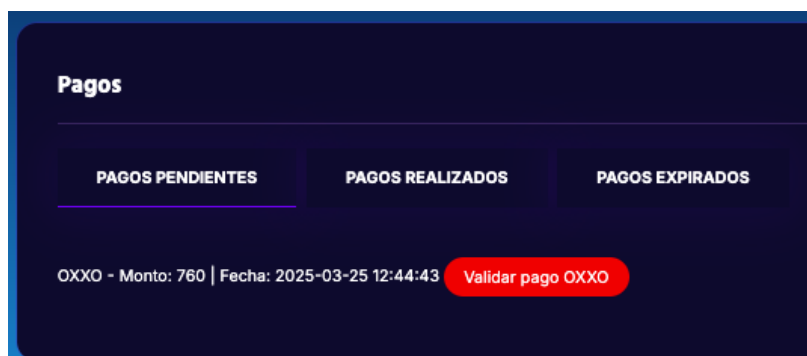 Pagos
PAGOS PENDIENTES PAGOS REALIZADOS PAGOS EXPIRADOS
OXXO - Monto: 760 | Fecha: 2025-03-25 12:44:43 Validar pago OXXO